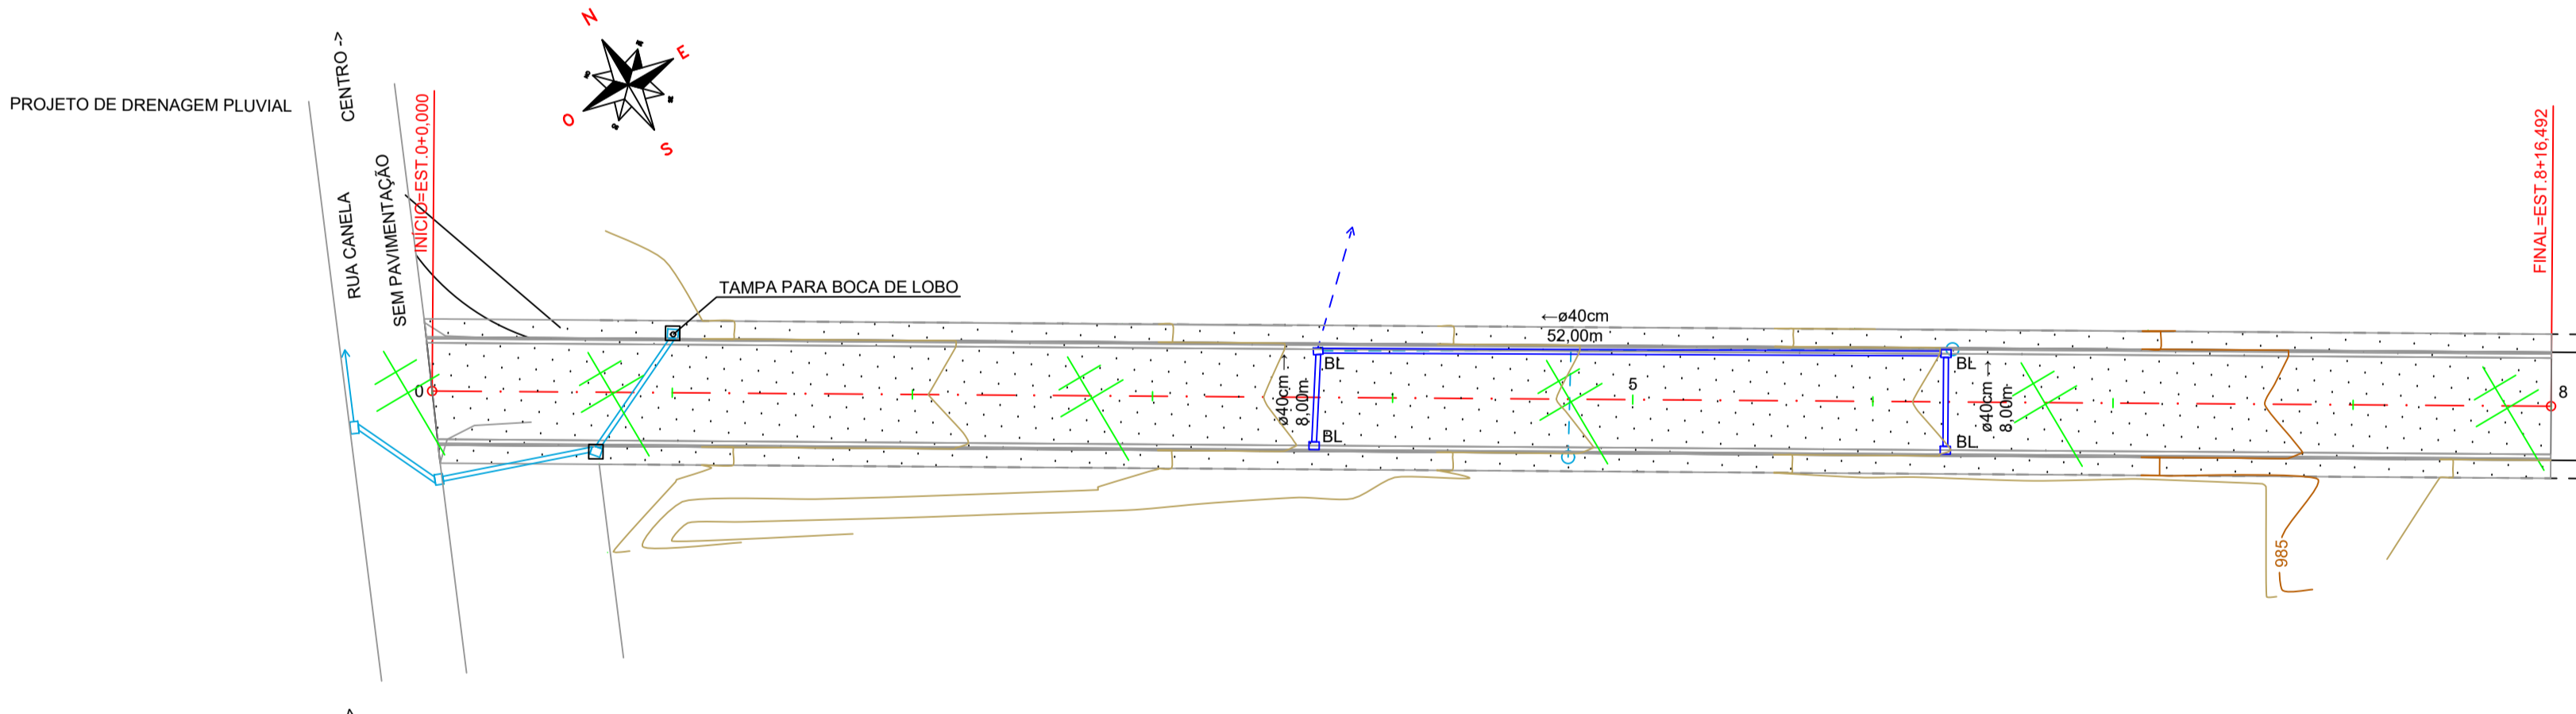 PROJETO DE DRENAGEM PLUVIAL
CENTRO ->
RUA CANELA
SEM PAVIMENTAÇÃO
INÍCIO=EST.0+0,000
N
E
O
S
TAMPA PARA BOCA DE LOBO
←ø40cm
52,00m
FINAL=EST.8+16,492
BL
BL
ø40cm →
8,00m
BL
BL
ø40cm →
8,00m
0
5
8
985